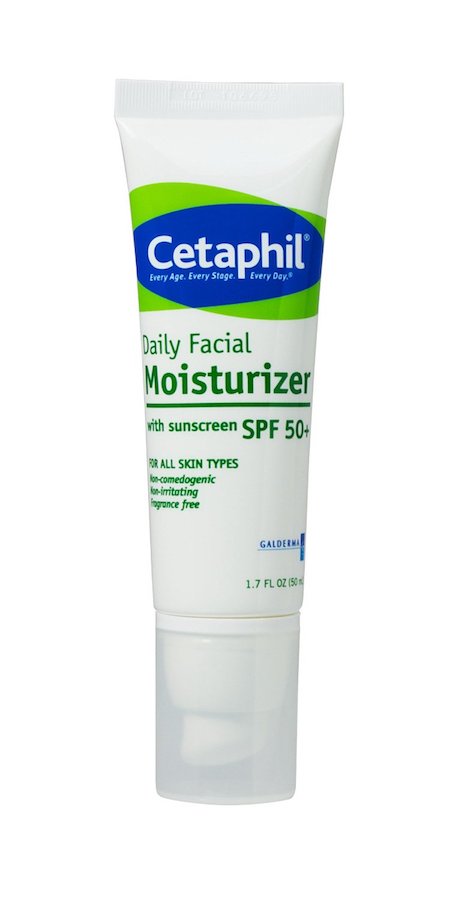 Cetaphil®
Every Age. Every Stage. Every Day.®
Daily Facial
Moisturizer
with sunscreen SPF 50+
FOR ALL SKIN TYPES
Non-comedogenic
Non-irritating
Fragrance free
GALDERMA
1.7 FL OZ (50 m